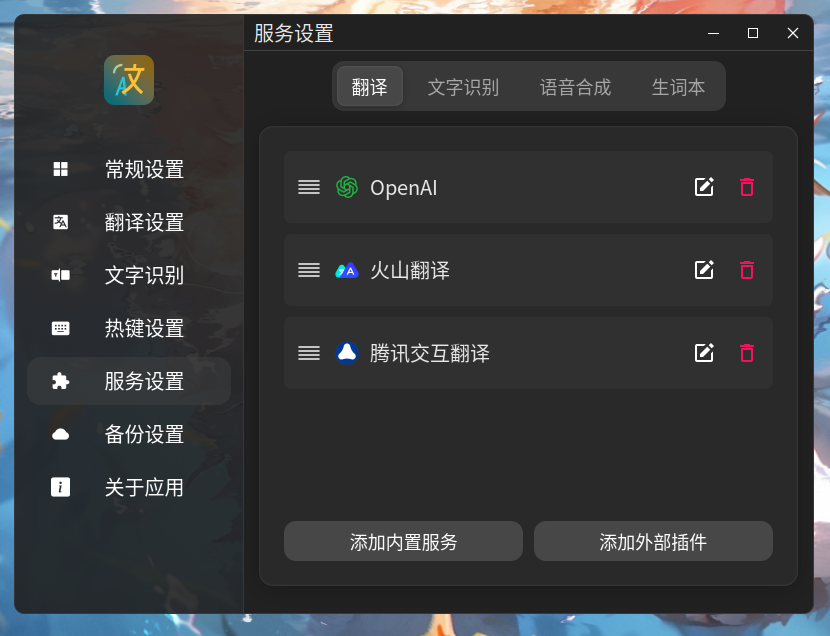 服务设置
常规设置
翻译设置
文字识别
热键设置
服务设置
备份设置
关于应用
翻译 文字识别 语音合成 生词本
OpenAI
火山翻译
腾讯交互翻译
添加内置服务 添加外部插件